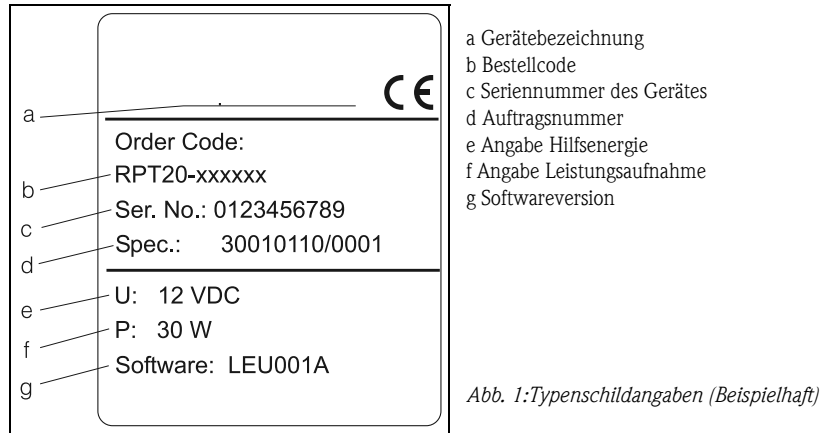 CE
a
Order Code:
b
RPT20-xxxxxx
c
Ser. No.: 0123456789
d
Spec.: 30010110/0001
e
U: 12 VDC
f
P: 30 W
g
Software: LEU001A
a Gerätebezeichnung
b Bestellcode
c Seriennummer des Gerätes
d Auftragsnummer
e Angabe Hilfsenergie
f Angabe Leistungsaufnahme
g Softwareversion
Abb. 1:Typenschildangaben (Beispielhaft)